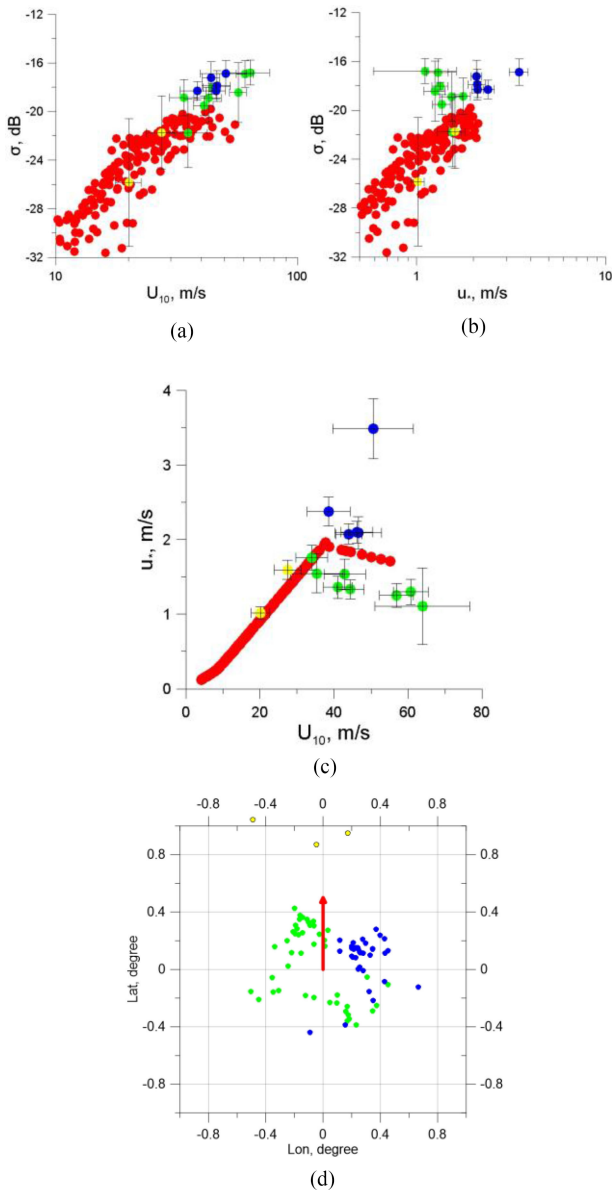 -12 -12
-16 -16
-20 -20
-24 -24
-28 -28
-32 -32
σ, dB σ, dB
10 100 1 10
U₁₀, m/s u*, m/s
(a) (b)
4
3
2
1
0
u*, m/s
0 20 40 60 80
U₁₀, m/s
(c)
-0.8 -0.4 0 0.4 0.8
0.8 0.8
0.4 0.4
0 0
-0.4 -0.4
-0.8 -0.8
Lat, degree
-0.8 -0.4 0 0.4 0.8
Lon, degree
(d)